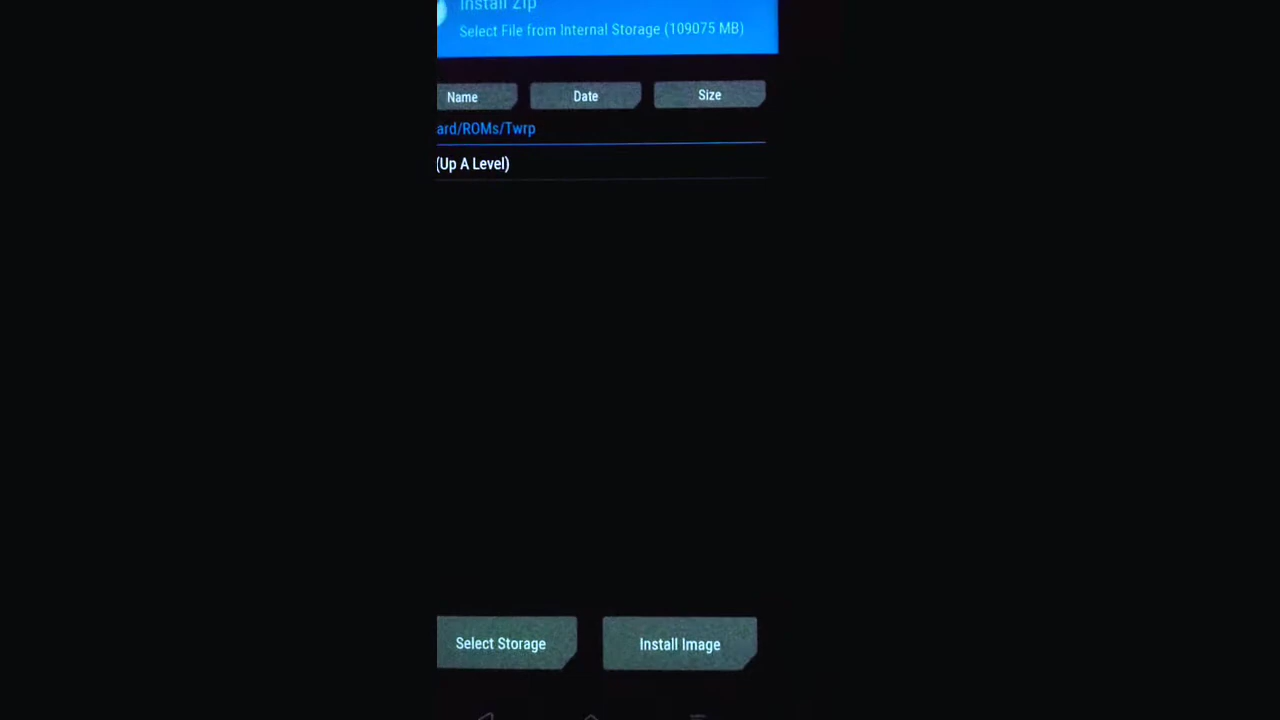 Install Zip
Select File from Internal Storage (109075 MB)
Name Date Size
ard/ROMs/Twrp
(Up A Level)
Select Storage Install Image